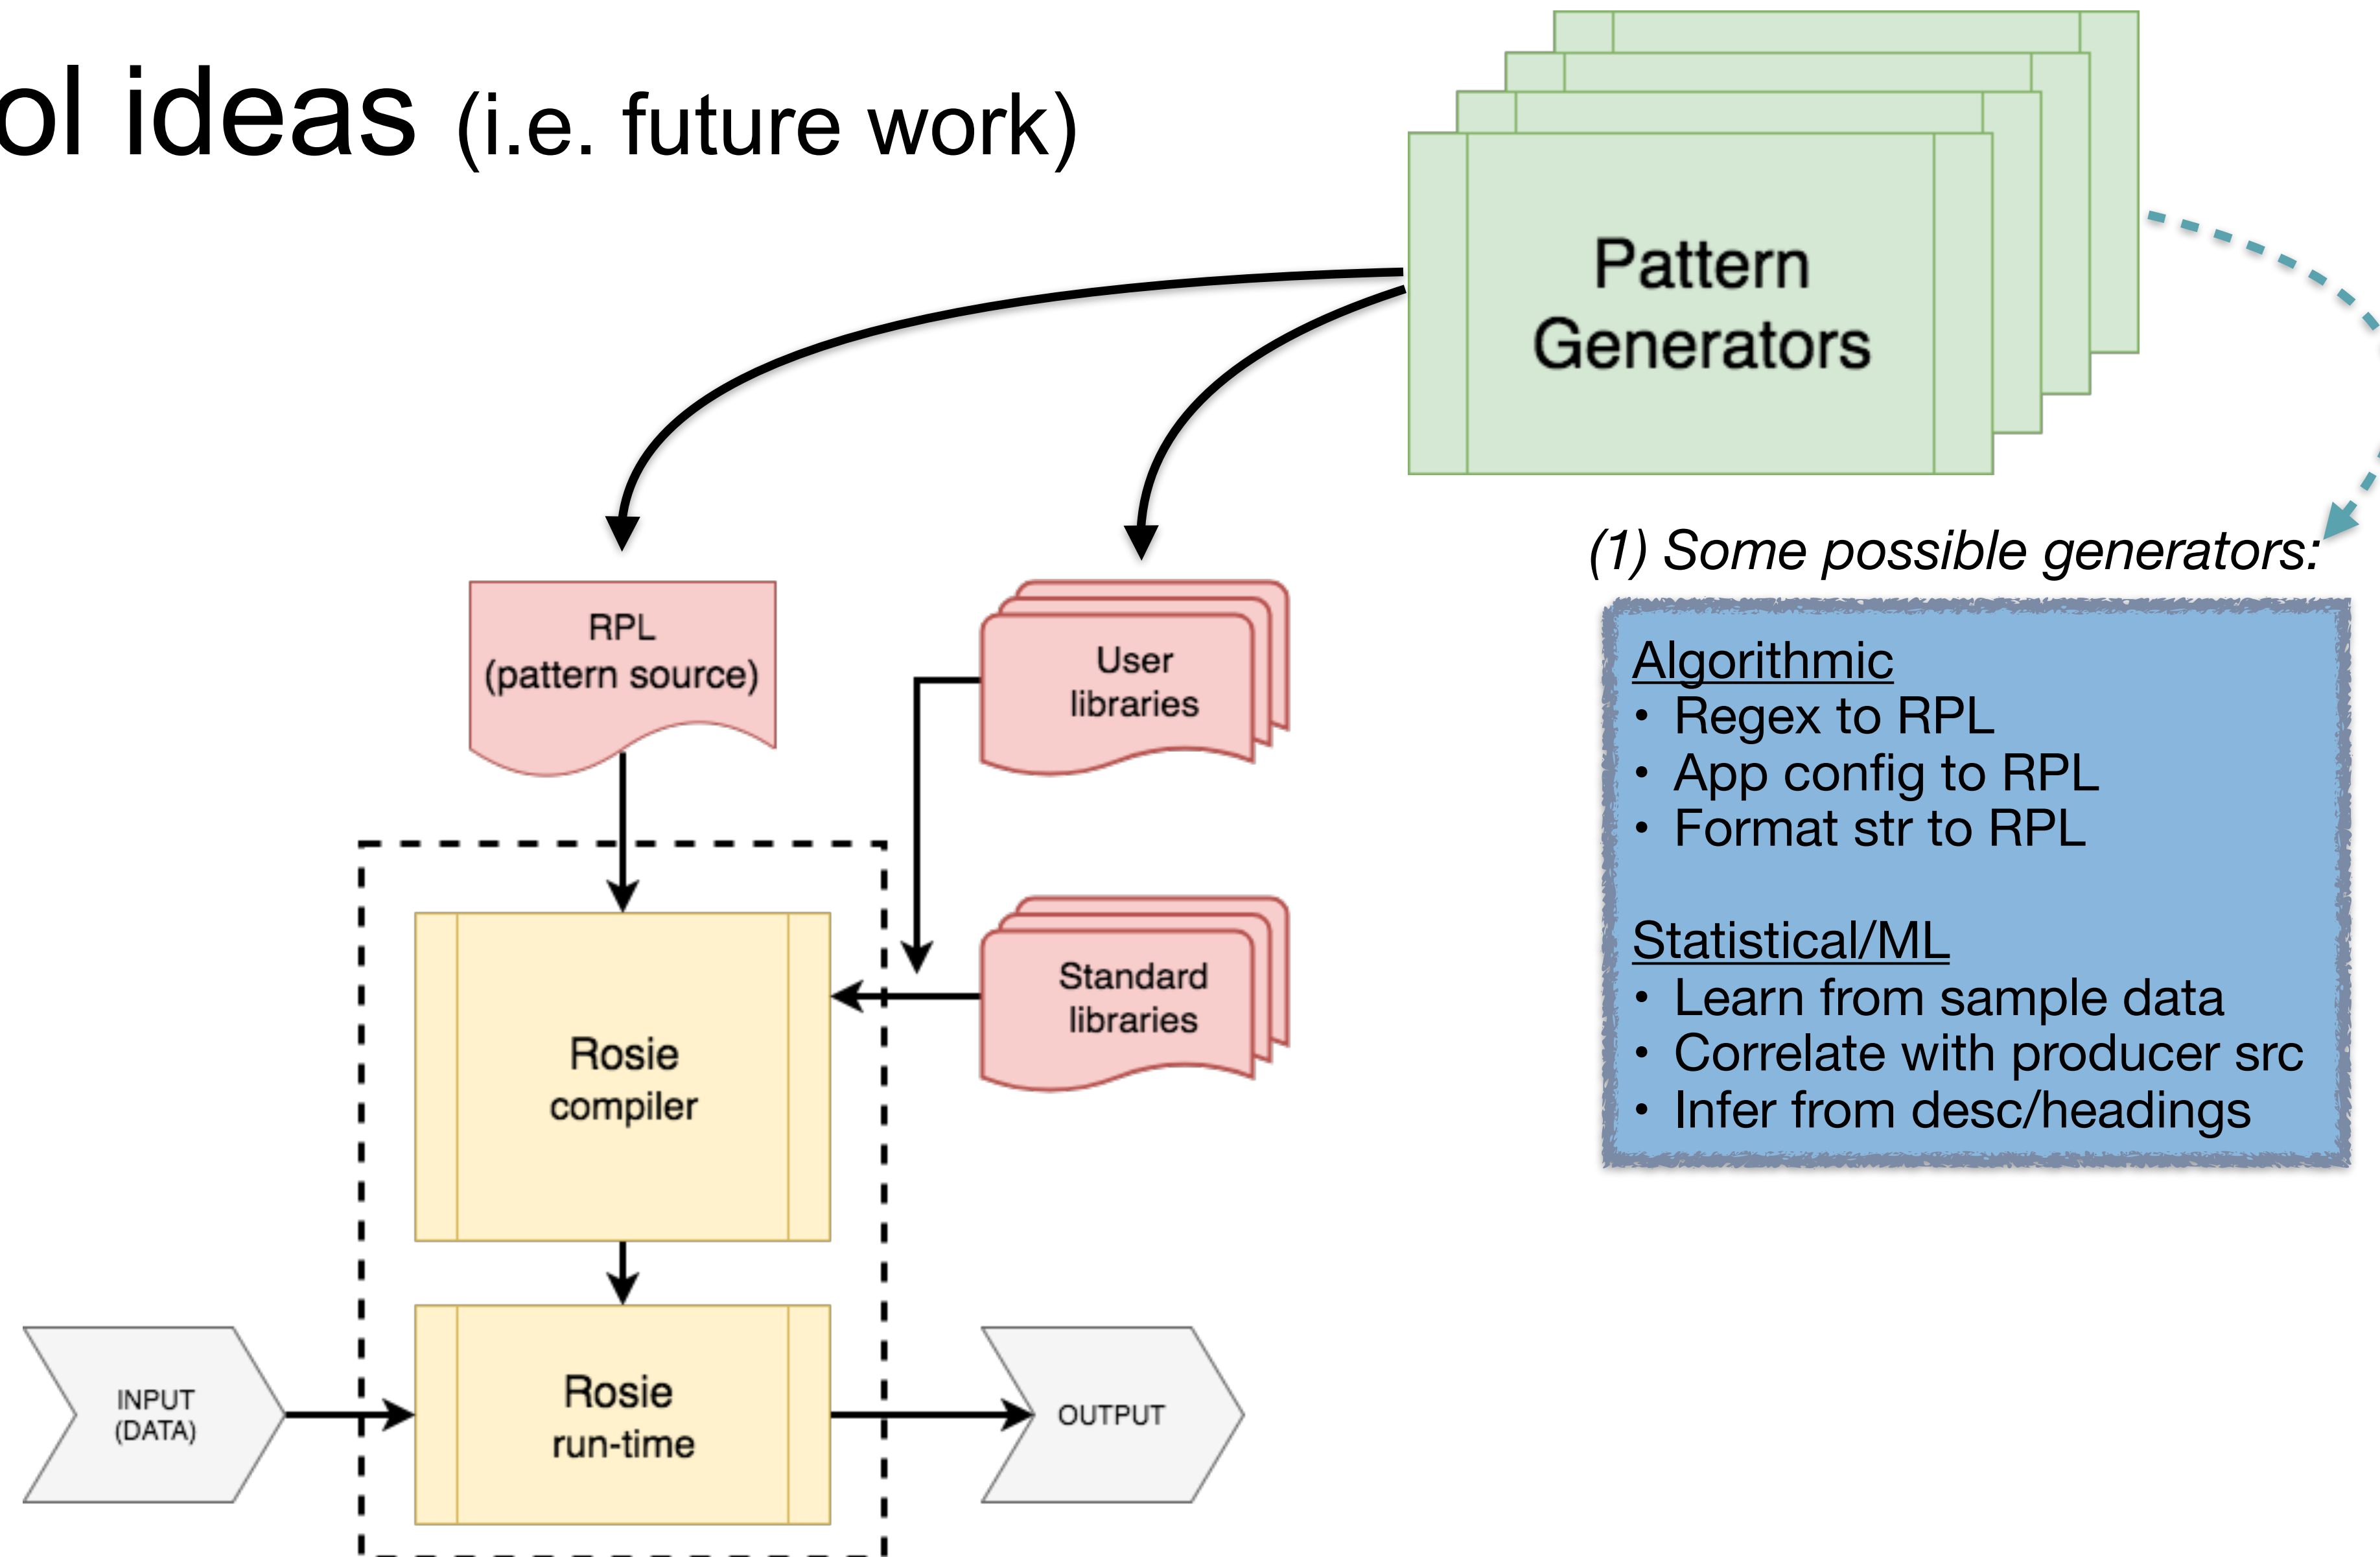 ol ideas (i.e. future work)
Pattern
Generators
(1) Some possible generators:
RPL
(pattern source)
User
libraries
Algorithmic
• Regex to RPL
• App config to RPL
• Format str to RPL
Statistical/ML
• Learn from sample data
• Correlate with producer src
• Infer from desc/headings
Standard
libraries
Rosie
compiler
INPUT
(DATA)
Rosie
run-time
OUTPUT